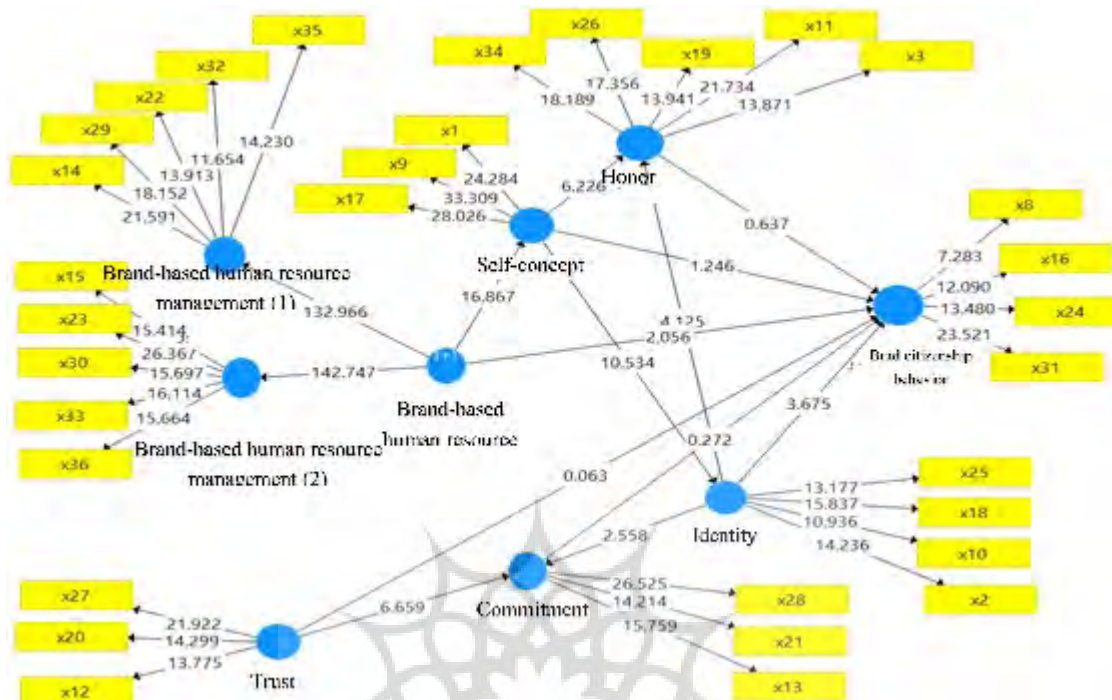 x35
x26
x11
x32
x34
x19
x3
x22
17.356
21.734
x29
18.189
13.941
13.871
x1
14.230
11.654
x14
13.913
x9
24.284
Honor
18.152
x17
33.309
6.226
x8
21.591
28.026
0.637
7.283
x16
Self-concept
1.246
12.090
x15
Brand-based human resource
management (1)
16.867
13.480
x24
132.966
23.521
x23
15.414
2.056
x31
26.367
10.534
behavior
x30
15.697
142.747
3.675
16.114
Brand-based
human resource
x33
15.664
Brand-based human resource
management (2)
0.272
x36
x25
0.063
13.177
15.837
x18
10.936
Identity
x10
2.558
14.236
x27
26.525
x2
6.659
Commitment
14.214
x28
21.922
15.759
x20
14.299
x21
13.775
Trust
x12
x13